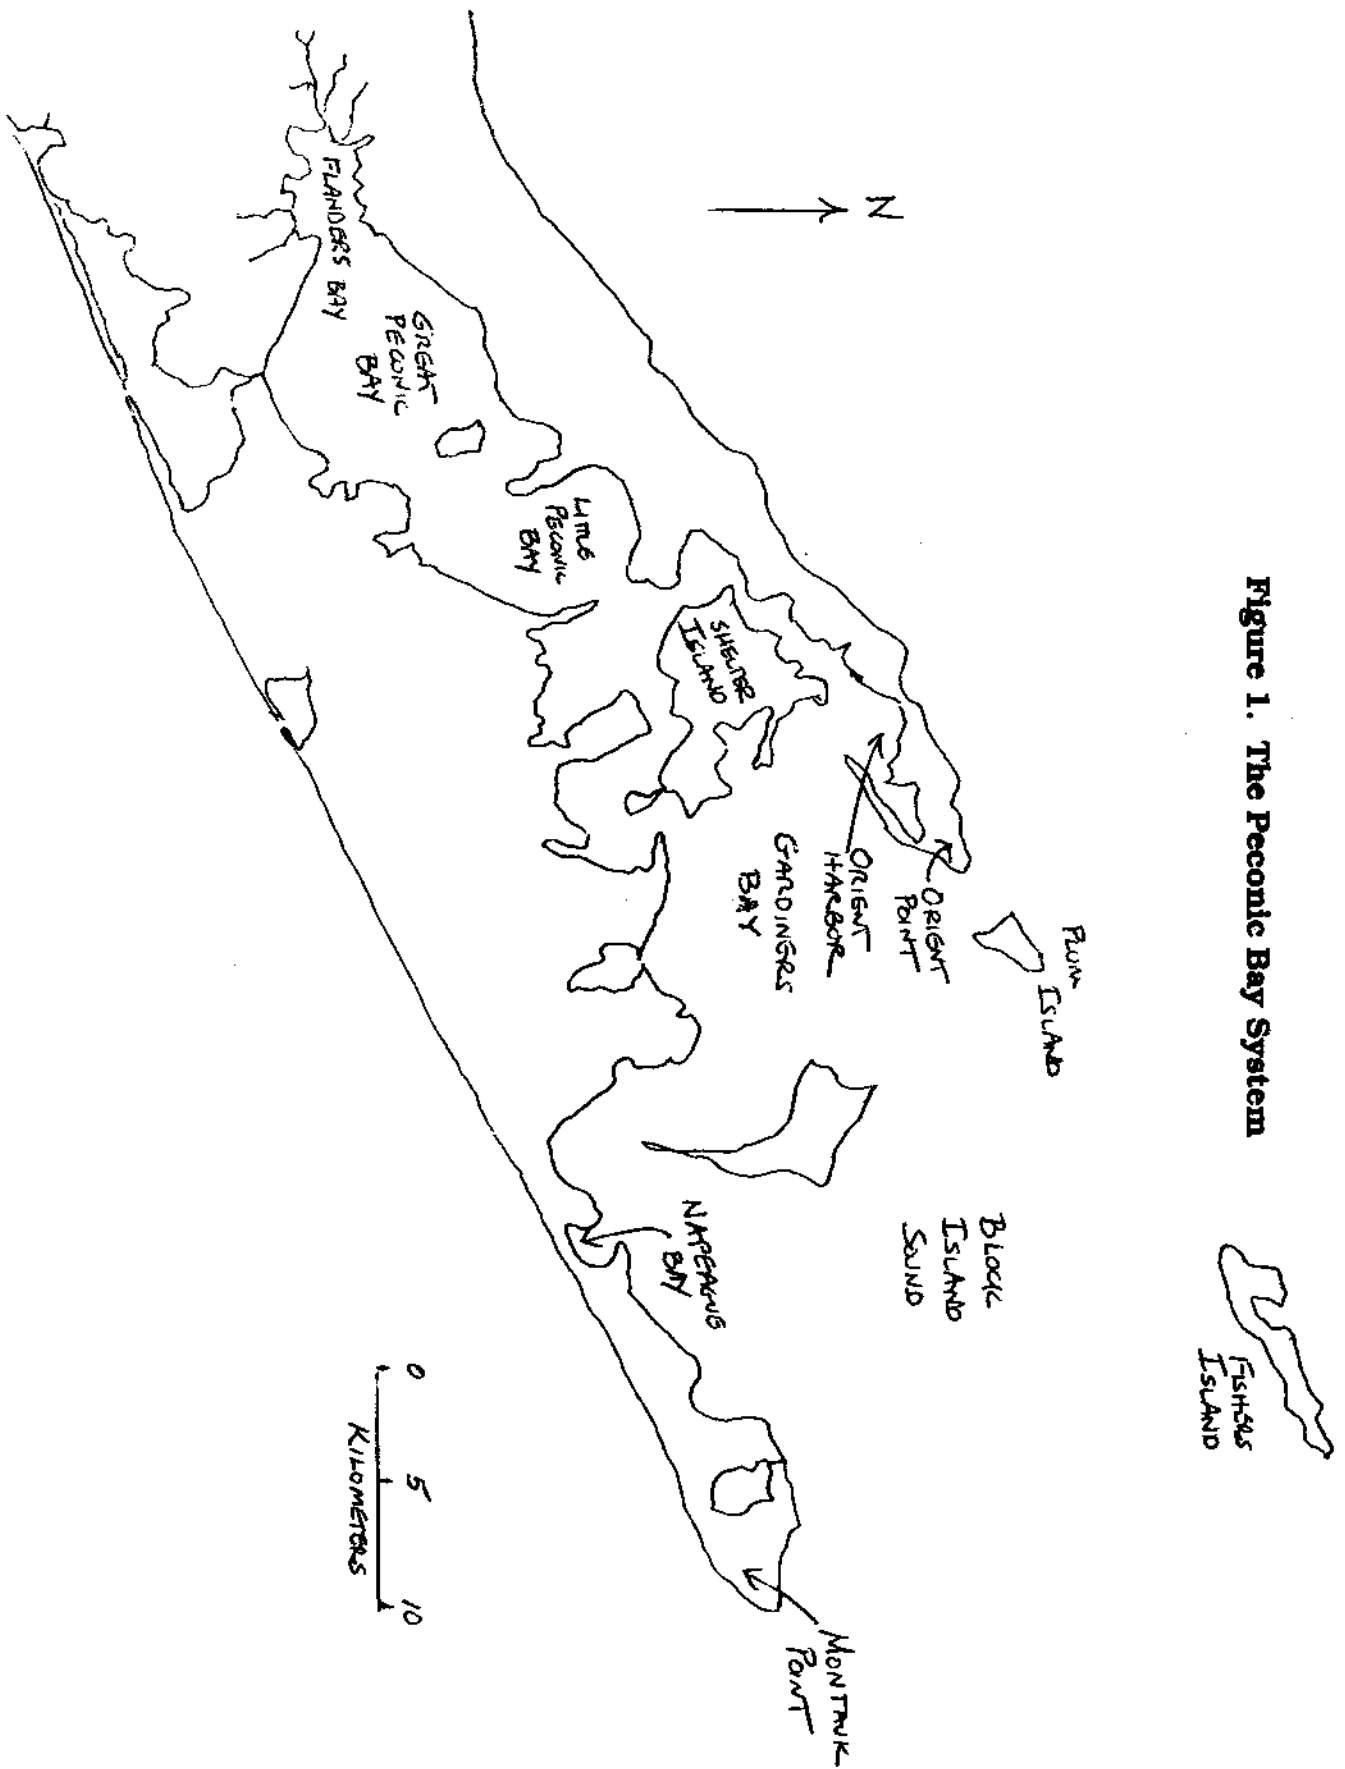 Figure 1. The Peconic Bay System
N
FISHERS
ISLAND
PLUM
ISLAND
BLOCK
ISLAND
SOUND
ORIENT
POINT
ORIENT
HARBOR
GARDINERS
BAY
SHELTER
ISLAND
NAPEAGUE
BAY
MONTAUK
POINT
LITTLE
PECONIC
BAY
GREAT
PECONIC
BAY
FLANDERS BAY
0 5 10
KILOMETERS